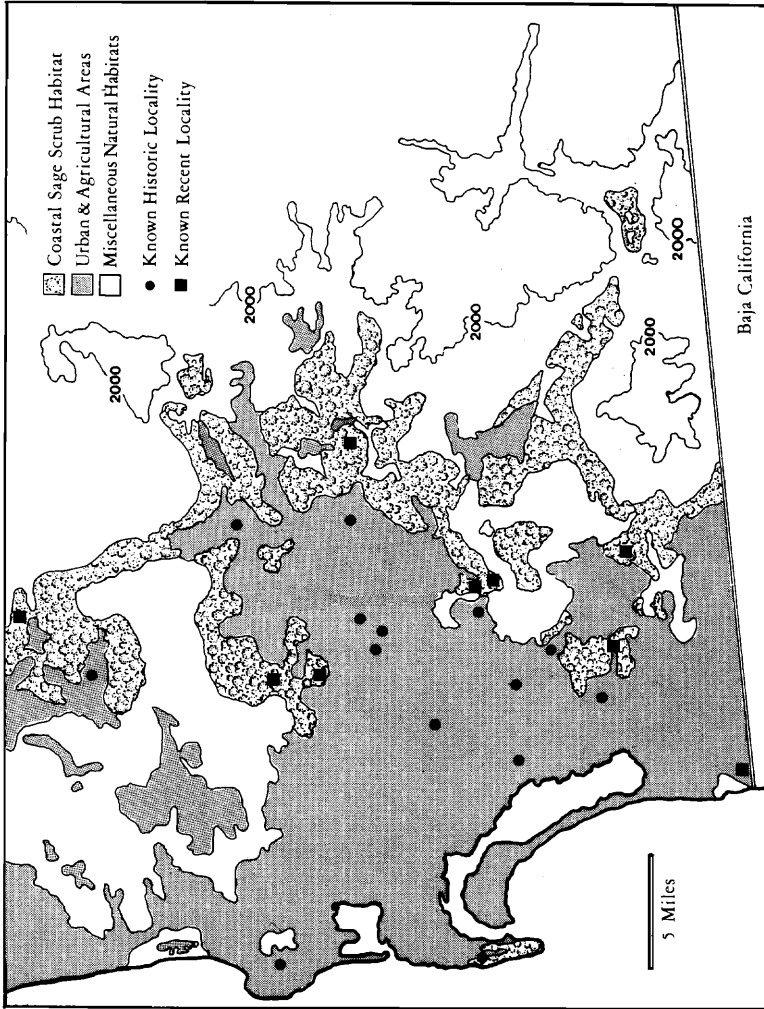 Coastal Sage Scrub Habitat
Urban & Agricultural Areas
Miscellaneous Natural Habitats
Known Historic Locality
Known Recent Locality
2000
2000
2000
2000
2000
Baja California
5 Miles